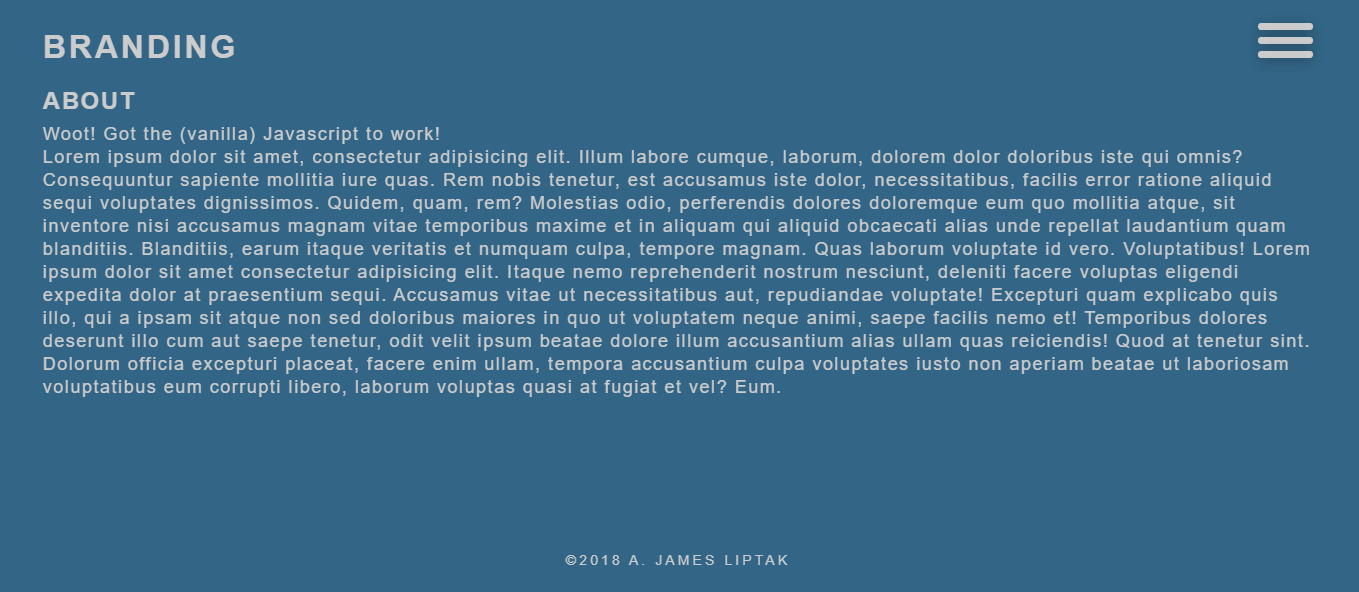 BRANDING
ABOUT
Woot! Got the (vanilla) Javascript to work!
Lorem ipsum dolor sit amet, consectetur adipisicing elit. Illum labore cumque, laborum, dolorem dolor doloribus iste qui omnis?
Consequuntur sapiente mollitia iure quas. Rem nobis tenetur, est accusamus iste dolor, necessitatibus, facilis error ratione aliquid
sequi voluptates dignissimos. Quidem, quam, rem? Molestias odio, perferendis dolores doloremque eum quo mollitia atque, sit
inventore nisi accusamus magnam vitae temporibus maxime et in aliquam qui aliquid obcaecati alias unde repellat laudantium quam
blanditiis. Blanditiis, earum itaque veritatis et numquam culpa, tempore magnam. Quas laborum voluptate id vero. Voluptatibus! Lorem
ipsum dolor sit amet consectetur adipisicing elit. Itaque nemo reprehenderit nostrum nesciunt, deleniti facere voluptas eligendi
expedita dolor at praesentium sequi. Accusamus vitae ut necessitatibus aut, repudiandae voluptate! Excepturi quam explicabo quis
illo, qui a ipsam sit atque non sed doloribus maiores in quo ut voluptatem neque animi, saepe facilis nemo et! Temporibus dolores
deserunt illo cum aut saepe tenetur, odit velit ipsum beatae dolore illum accusantium alias ullam quas reiciendis! Quod at tenetur sint.
Dolorum officia excepturi placeat, facere enim ullam, tempora accusantium culpa voluptates iusto non aperiam beatae ut laboriosam
voluptatibus eum corrupti libero, laborum voluptas quasi at fugiat et vel? Eum.
©2018 A. JAMES LIPTAK